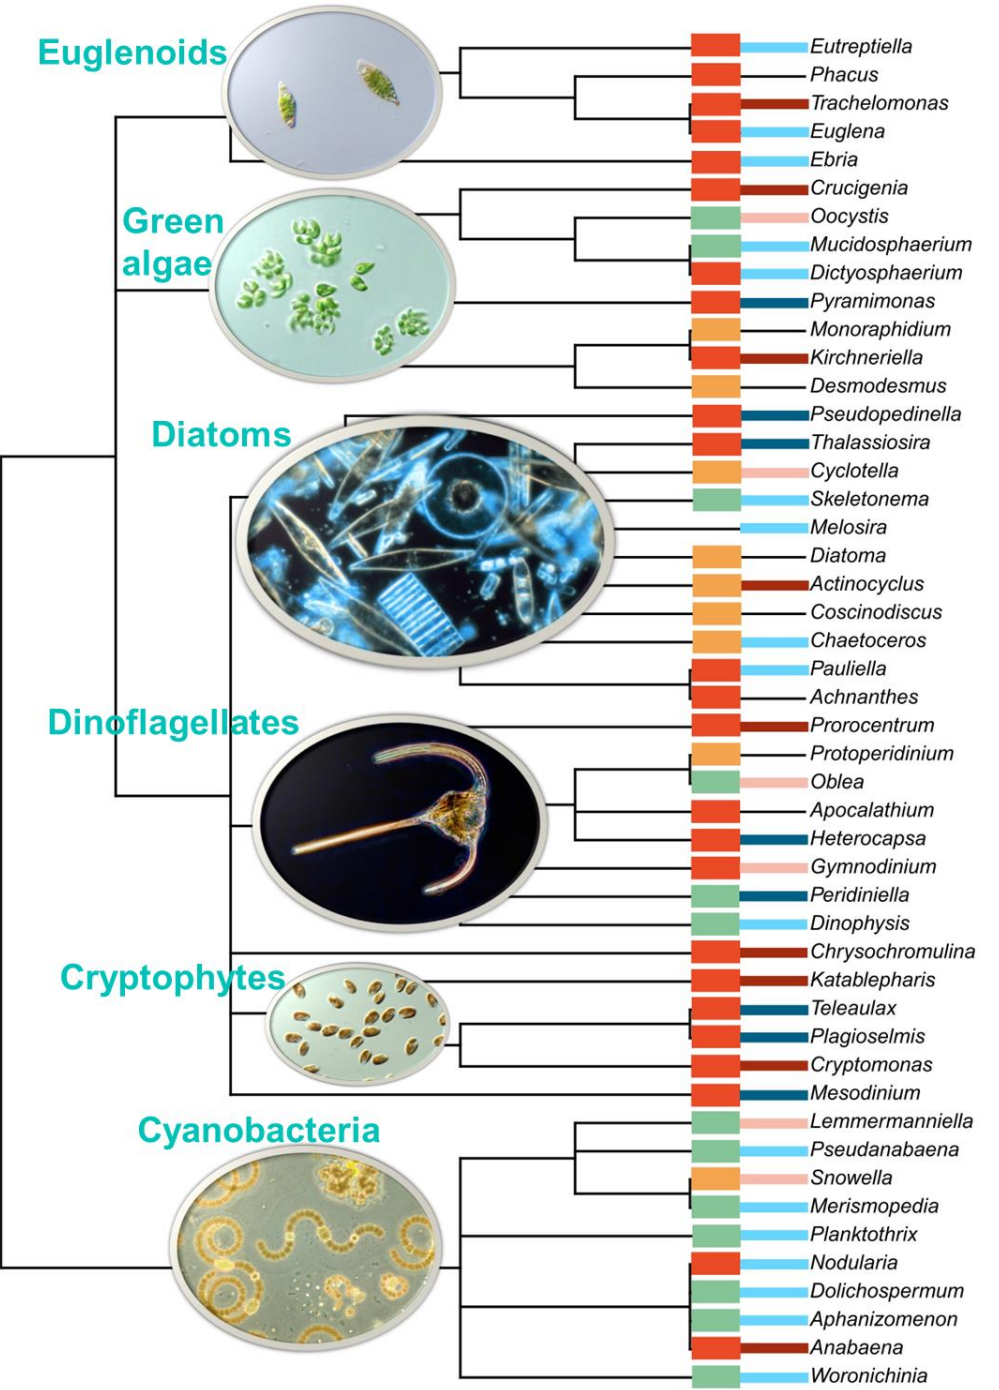 Euglenoids
Eutreptiella
Phacus
Trachelomonas
Euglena
Ebria
Green
algae
Crucigenia
Oocystis
Mucidosphaerium
Dictyosphaerium
Pyramimonas
Monoraphidium
Kirchneriella
Desmodesmus
Diatoms
Pseudopedinella
Thalassiosira
Cyclotella
Skeletonema
Melosira
Diatoma
Actinocyclus
Coscinodiscus
Chaetoceros
Pauliella
Achnanthes
Dinoflagellates
Prorocentrum
Protoperidinium
Oblea
Apocalathium
Heterocapsa
Gymnodinium
Peridiniella
Dinophysis
Chrysochromulina
Cryptophytes
Katablepharis
Teleaulax
Plagioselmis
Cryptomonas
Mesodinium
Cyanobacteria
Lemmermanniella
Pseudanabaena
Snowella
Merismopedia
Planktothrix
Nodularia
Dolichospermum
Aphanizomenon
Anabaena
Woronichinia